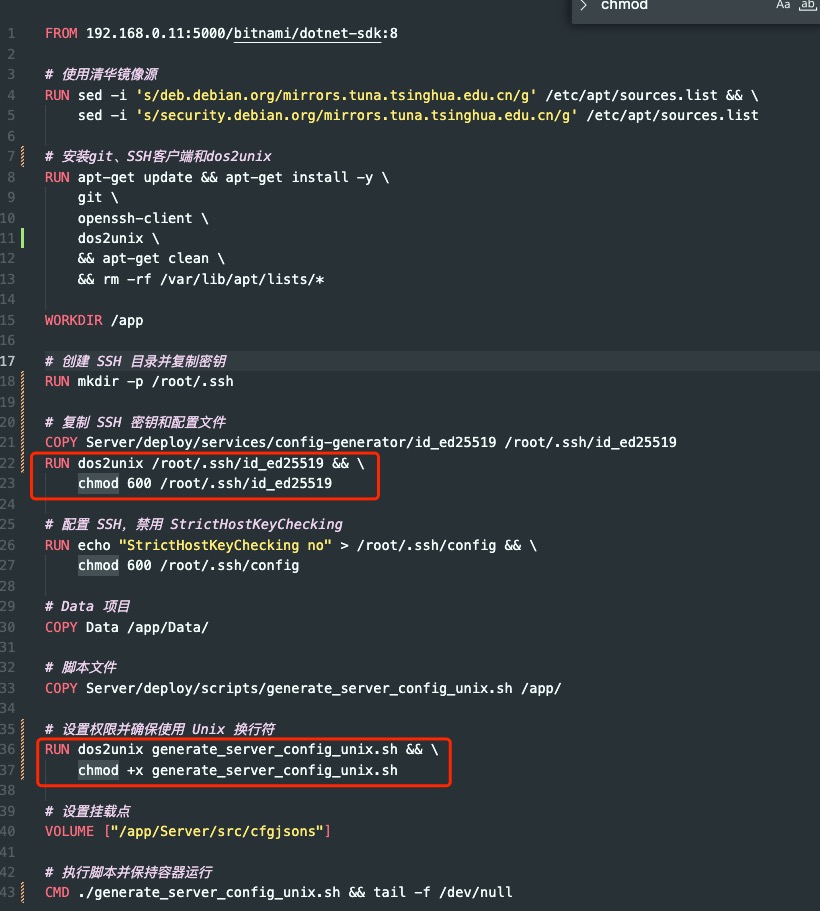 chmod
Aa
ab
1 FROM 192.168.0.11:5000/bitnami/dotnet-sdk:8
2
3 # 使用清华镜像源
4 RUN sed -i 's/deb.debian.org/mirrors.tuna.tsinghua.edu.cn/g' /etc/apt/sources.list && \
5 sed -i 's/security.debian.org/mirrors.tuna.tsinghua.edu.cn/g' /etc/apt/sources.list
6
7 # 安装git、SSH客户端和dos2unix
8 RUN apt-get update && apt-get install -y \
9 git \
10 openssh-client \
11 dos2unix \
12 && apt-get clean \
13 && rm -rf /var/lib/apt/lists/*
14
15 WORKDIR /app
16
17 # 创建 SSH 目录并复制密钥
18 RUN mkdir -p /root/.ssh
19
20 # 复制 SSH 密钥和配置文件
21 COPY Server/deploy/services/config-generator/id_ed25519 /root/.ssh/id_ed25519
22 RUN dos2unix /root/.ssh/id_ed25519 && \
23 chmod 600 /root/.ssh/id_ed25519
24
25 # 配置 SSH，禁用 StrictHostKeyChecking
26 RUN echo "StrictHostKeyChecking no" > /root/.ssh/config && \
27 chmod 600 /root/.ssh/config
28
29 # Data 项目
30 COPY Data /app/Data/
31
32 # 脚本文件
33 COPY Server/deploy/scripts/generate_server_config_unix.sh /app/
34
35 # 设置权限并确保使用 Unix 换行符
36 RUN dos2unix generate_server_config_unix.sh && \
37 chmod +x generate_server_config_unix.sh
38
39 # 设置挂载点
40 VOLUME ["/app/Server/src/cfgjsons"]
41
42 # 执行脚本并保持容器运行
43 CMD ./generate_server_config_unix.sh && tail -f /dev/null